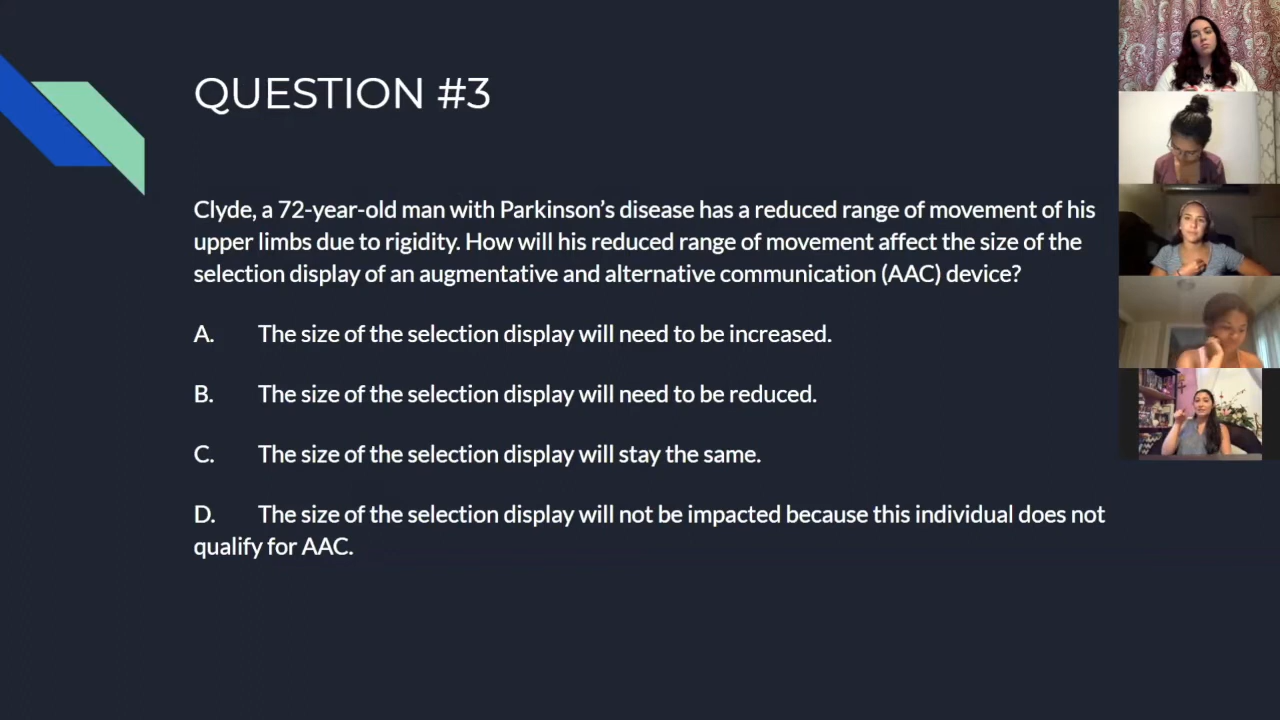 QUESTION #3
Clyde, a 72-year-old man with Parkinson’s disease has a reduced range of movement of his
upper limbs due to rigidity. How will his reduced range of movement affect the size of the
selection display of an augmentative and alternative communication (AAC) device?
A. The size of the selection display will need to be increased.
B. The size of the selection display will need to be reduced.
C. The size of the selection display will stay the same.
D. The size of the selection display will not be impacted because this individual does not
qualify for AAC.